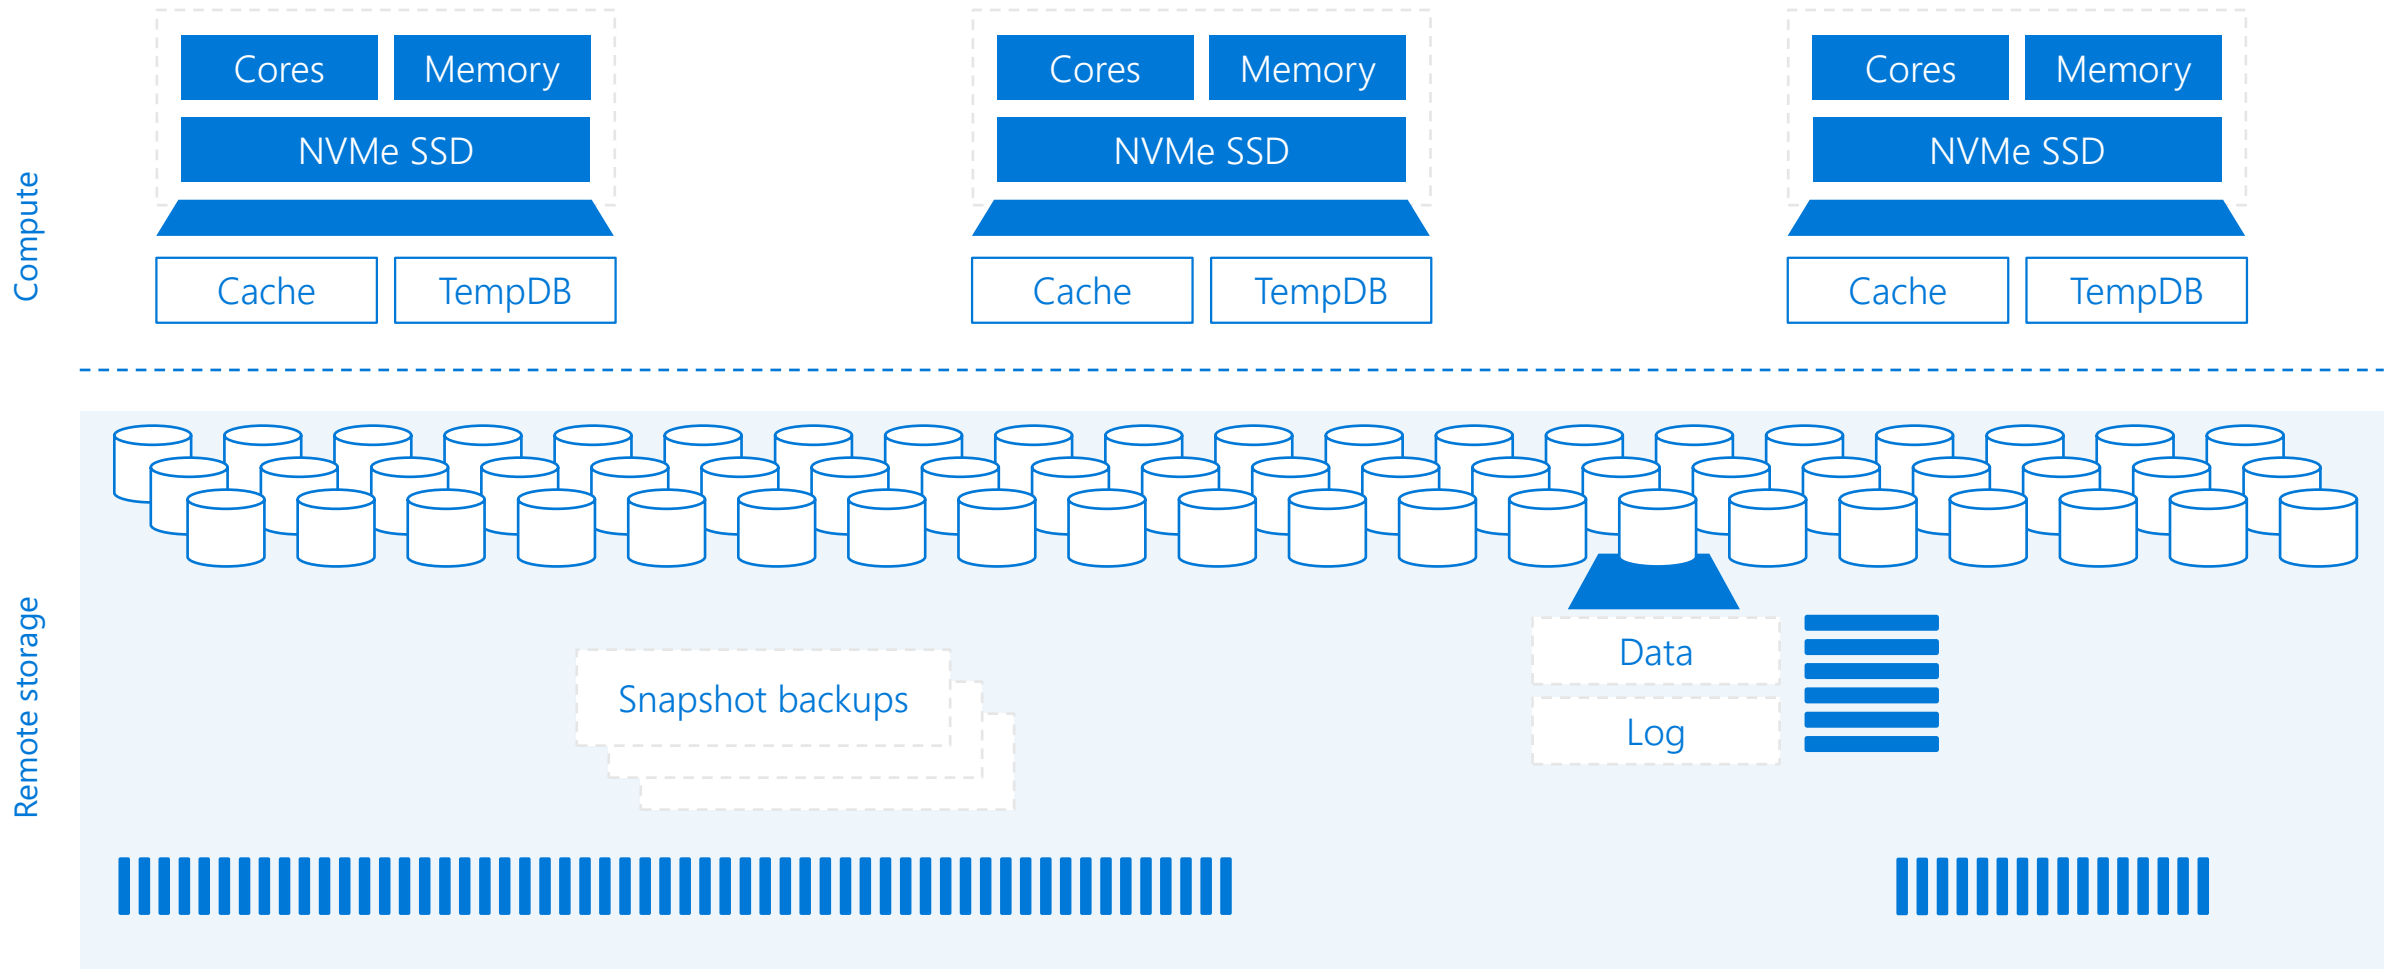 Cores Memory
NVMe SSD
Cache TempDB
Cores Memory
NVMe SSD
Cache TempDB
Cores Memory
NVMe SSD
Cache TempDB
Compute
Remote storage
Snapshot backups
Data
Log